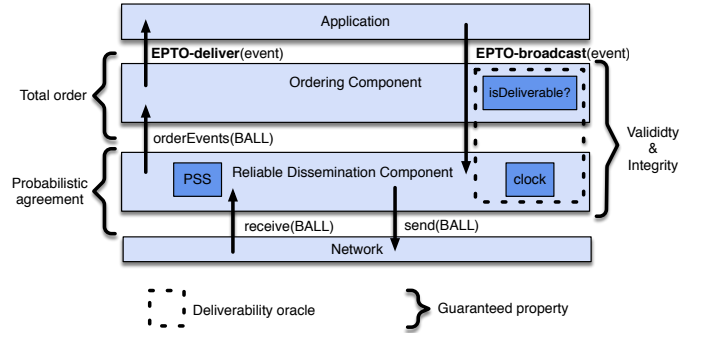 Application
EPTO-deliver(event)
EPTO-broadcast(event)
Total order
Ordering Component
isDeliverable?
orderEvents(BALL)
Validdty
&
Integrity
Probabilistic
agreement
PSS
Reliable Dissemination Component
clock
receive(BALL)
send(BALL)
Network
Deliverability oracle
Guaranteed property